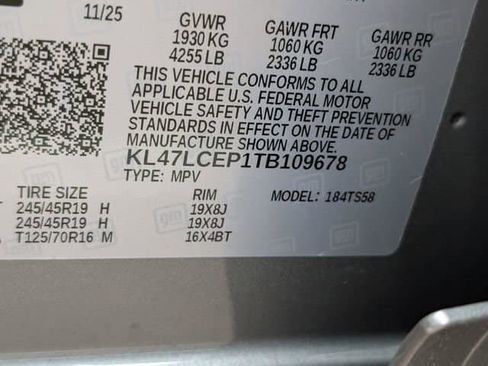 11/25 GVWR GAWR FRT GAWR RR
1930 KG 1060 KG 1060 KG
4255 LB 2336 LB 2336 LB
THIS VEHICLE CONFORMS TO ALL
APPLICABLE U.S. FEDERAL MOTOR
VEHICLE SAFETY AND THEFT PREVENTION
STANDARDS IN EFFECT ON THE DATE OF
MANUFACTURE SHOWN ABOVE.
KL47LCEP1TB109678
TYPE: MPV
TIRE SIZE RIM MODEL: 184TS58
245/45R19 H 19X8J
245/45R19 H 19X8J
T125/70R16 M 16X4BT